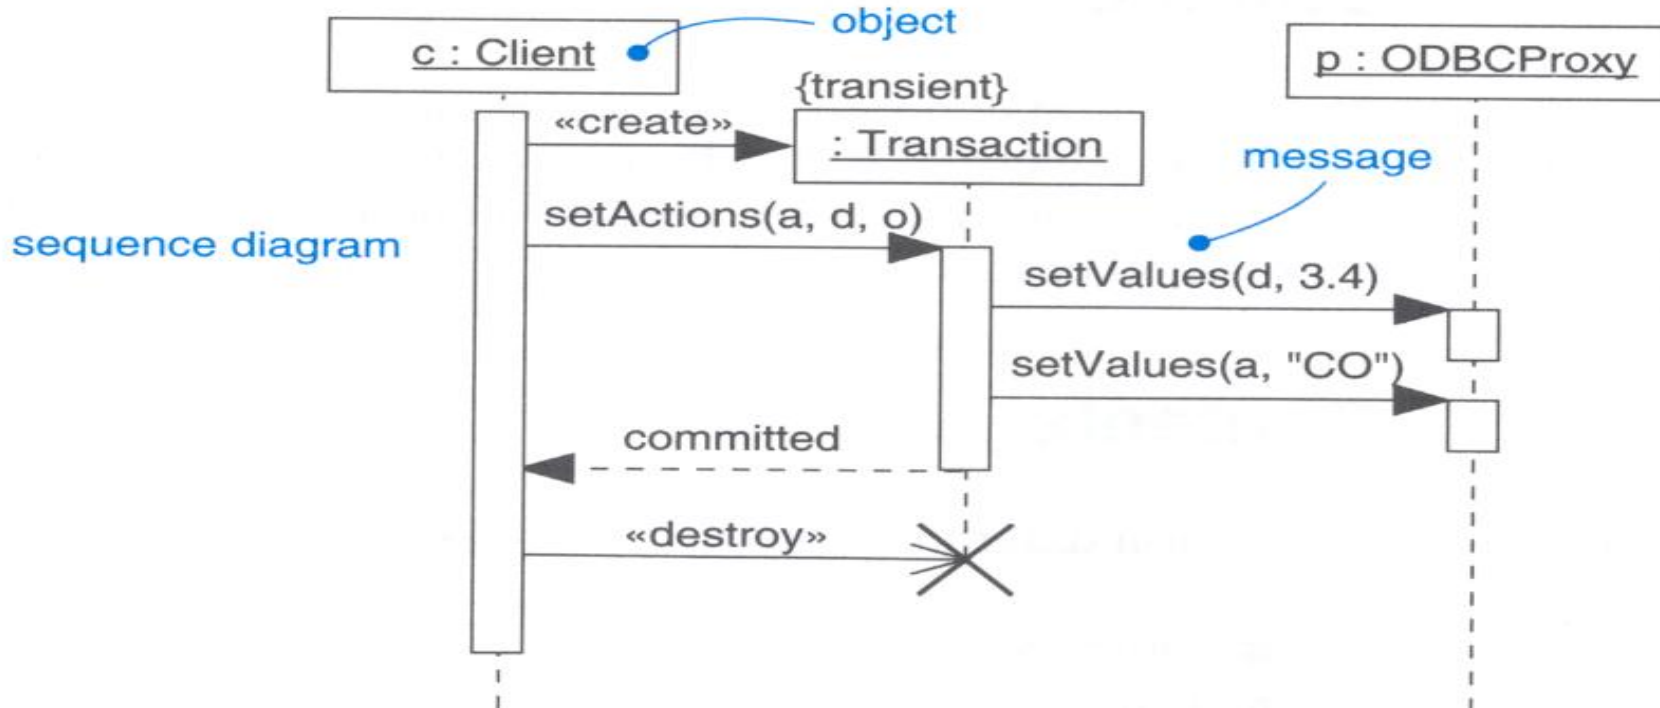 object
c : Client
p : ODBCProxy
{transient}
«create»
: Transaction
message
setActions(a, d, o)
sequence diagram
setValues(d, 3.4)
setValues(a, "CO")
committed
«destroy»